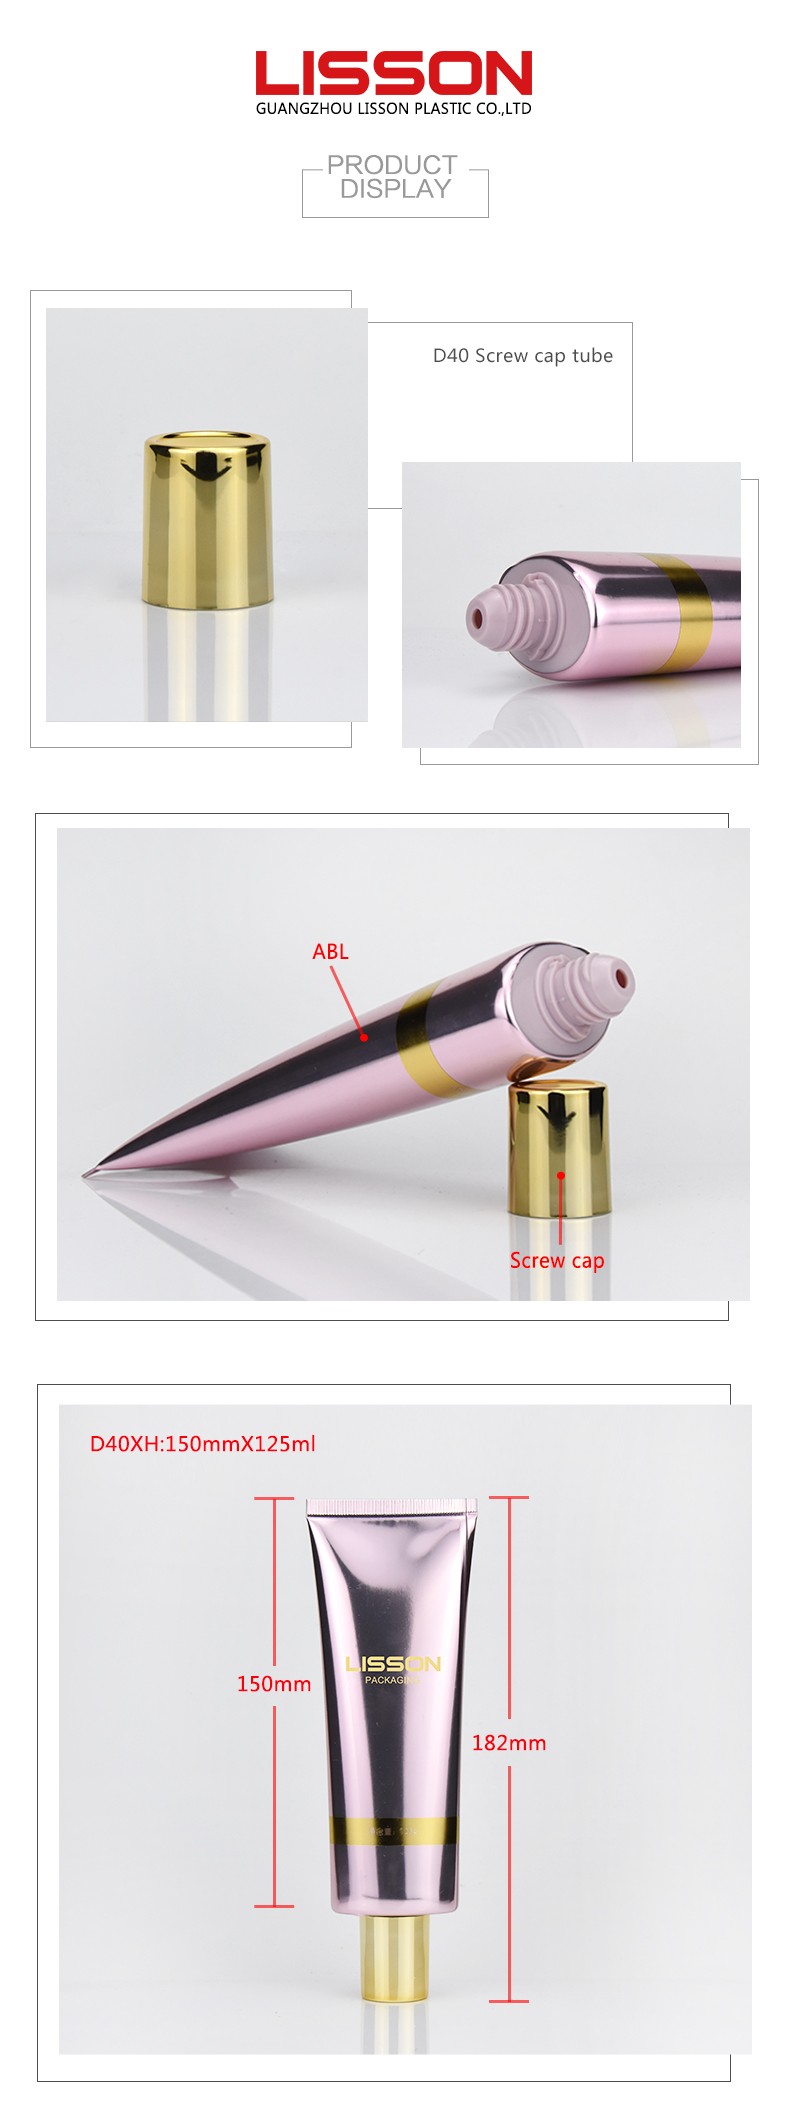 LISSON
GUANGZHOU LISSON PLASTIC CO.,LTD
PRODUCT
DISPLAY
D40 Screw cap tube
ABL
Screw cap
D40XH:150mmX125ml
150mm
182mm
LISSON
PACKAGING